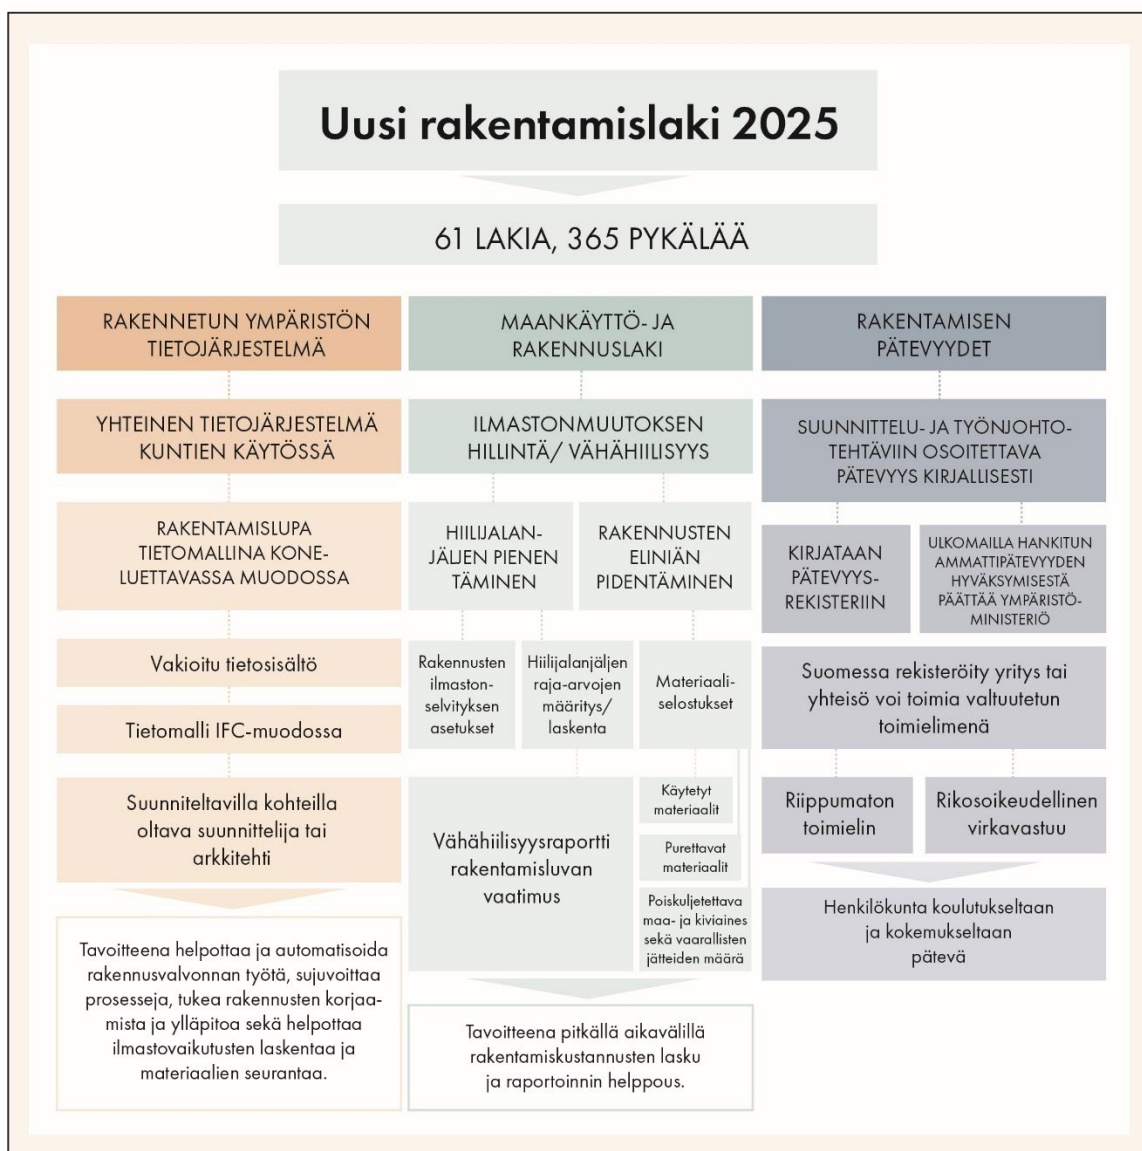 Uusi rakentamislaki 2025
61 LAKIA, 365 PYKÄLÄÄ
RAKENNETUN YMPÄRISTÖN
TIETOJÄRJESTELMÄ
YHTEINEN TIETOJÄRJESTELMÄ
KUNTIEN KÄYTÖSSÄ
RAKENTAMISLUPA
TIETOMALLINA KONE-
LUETTAVASSA MUODOSSA
Vakioitu tietosisältö
Tietomalli IFC-muodossa
Suunniteltavilla kohteilla
oltava suunnittelija tai
arkkitehti
Tavoitteena helpottaa ja automatisoida
rakennusvalvonnan työtä, sujuvoittaa
prosesseja, tukea rakennusten korjaa-
mista ja ylläpitoa sekä helpottaa
ilmastovaikutusten laskentaa ja
materiaalien seurantaa.
MAANKÄYTTÖ- JA
RAKENNUSLAKI
ILMASTONMUUTOKSEN
HILLINTÄ/ VÄHÄHIILISYYS
HIILIJALAN-
JÄLJEN PIENEN
TÄMINEN
RAKENNUSTEN
ELINIÄN
PIDENTÄMINEN
Rakennusten
ilmaston-
selvityksen
asetukset
Hiilijalanjäljen
raja-arvojen
määritys/
laskenta
Materiaali-
selostukset
Vähähiilisyysraportti
rakentamisluvan
vaatimus
Käytetyt
materiaalit
Purettavat
materiaalit
Poiskuljetettava
maa- ja kiviaines
sekä vaarallisten
jätteiden määrä
Tavoitteena pitkällä aikavälillä
rakentamiskustannusten lasku
ja raportoinnin helppous.
RAKENTAMISEN
PÄTEVYYDET
SUUNNITTELU- JA TYÖNJOHTO-
TEHTÄVIIN OSOITETTAVA
PÄTEVYYS KIRJALLISESTI
KIRJATAAN
PÄTEVYYS-
REKISTERIIN
ULKOMAILLA HANKITUN
AMMATTIPÄTEVYYDEN
HYVÄKSYMISESTÄ
PÄÄTTÄÄ YMPÄRISTÖ-
MINISTERIÖ
Suomessa rekisteröity yritys tai
yhteisö voi toimia valtuutetun
toimielimenä
Riippumaton
toimielin
Rikosoikeudellinen
virkavastuu
Henkilökunta koulutukseltaan
ja kokemukseltaan
pätevä